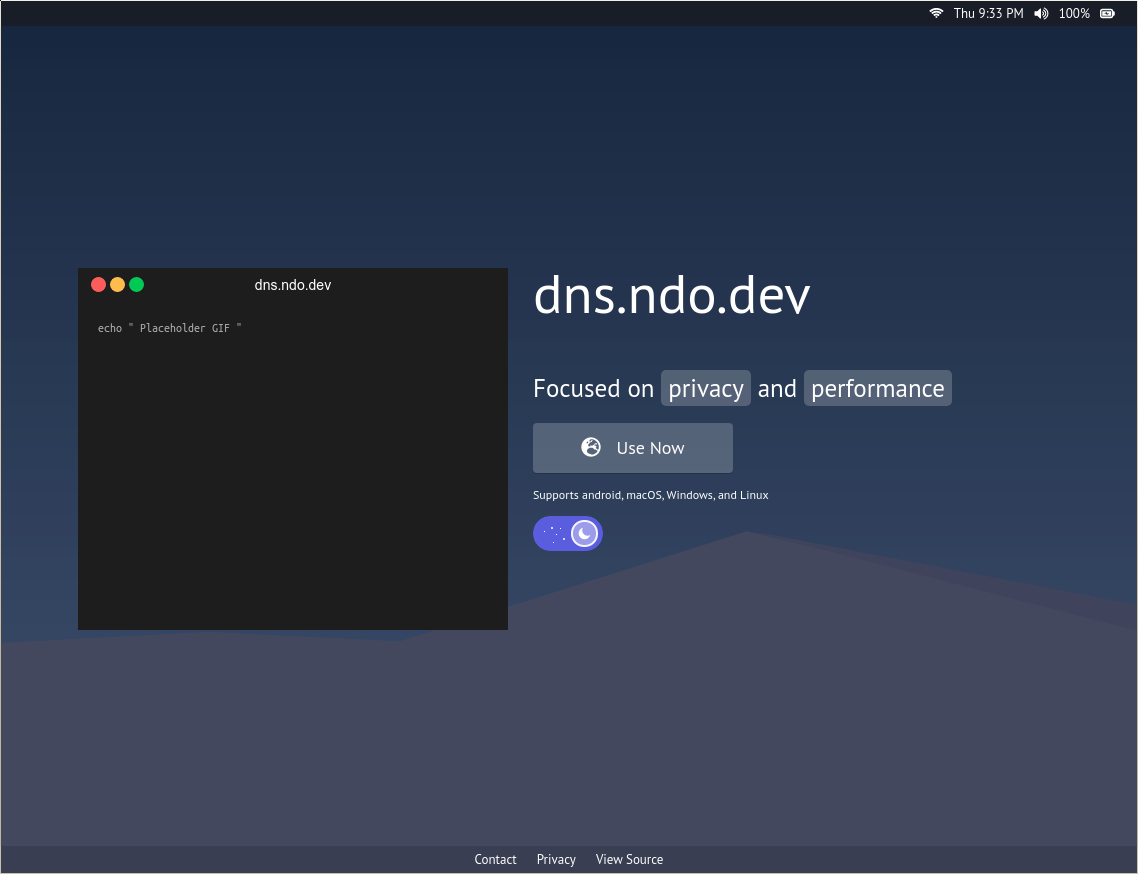 Thu 9:33 PM 100%
dns.ndo.dev
echo " Placeholder GIF "
dns.ndo.dev
Focused on privacy and performance
Use Now
Supports android, macOS, Windows, and Linux
Contact Privacy View Source